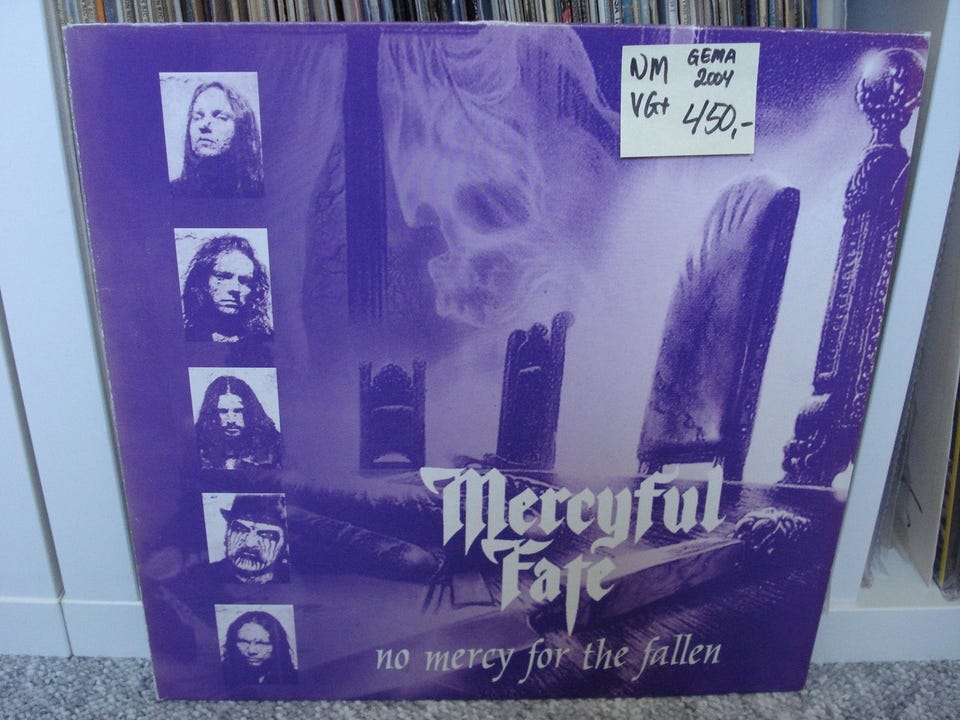 NM GEMA
2004
VG+ 450,-
Mercyful
Fate
no mercy for the fallen